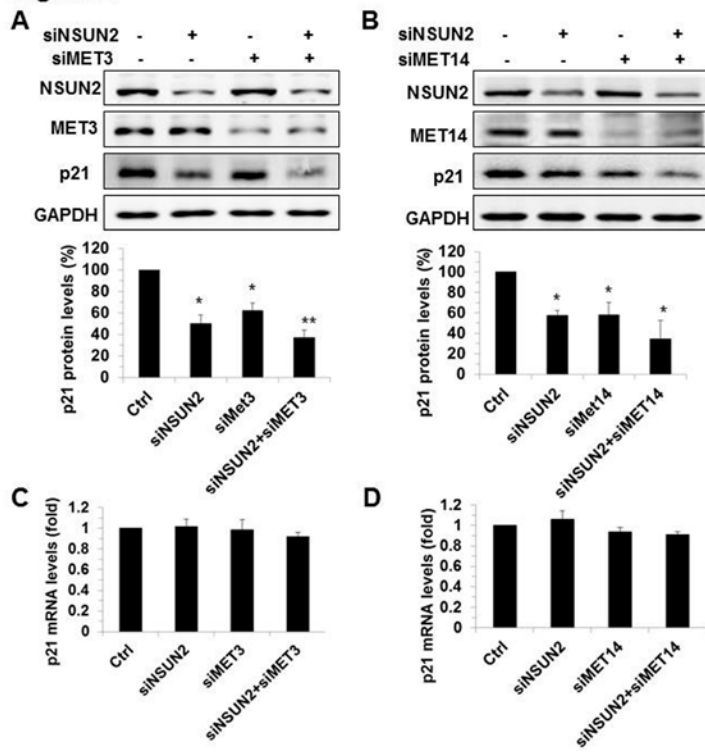 A
siNSUN2 - + - +
siMET3 - - + +
NSUN2
MET3
p21
GAPDH
p21 protein levels (%)
120
100
80
60
40
20
0
* * **
Ctrl siNSUN2 siMet3 siNSUN2+siMET3
B
siNSUN2 - + - +
siMET14 - - + +
NSUN2
MET14
p21
GAPDH
p21 protein levels (%)
120
100
80
60
40
20
0
* * *
Ctrl siNSUN2 siMet14 siNSUN2+siMET14
C
p21 mRNA levels (fold)
1.2
1
0.8
0.6
0.4
0.2
0
Ctrl siNSUN2 siMET3 siNSUN2+siMET3
D
p21 mRNA levels (fold)
1.2
1
0.8
0.6
0.4
0.2
0
Ctrl siNSUN2 siMET14 siNSUN2+siMET14